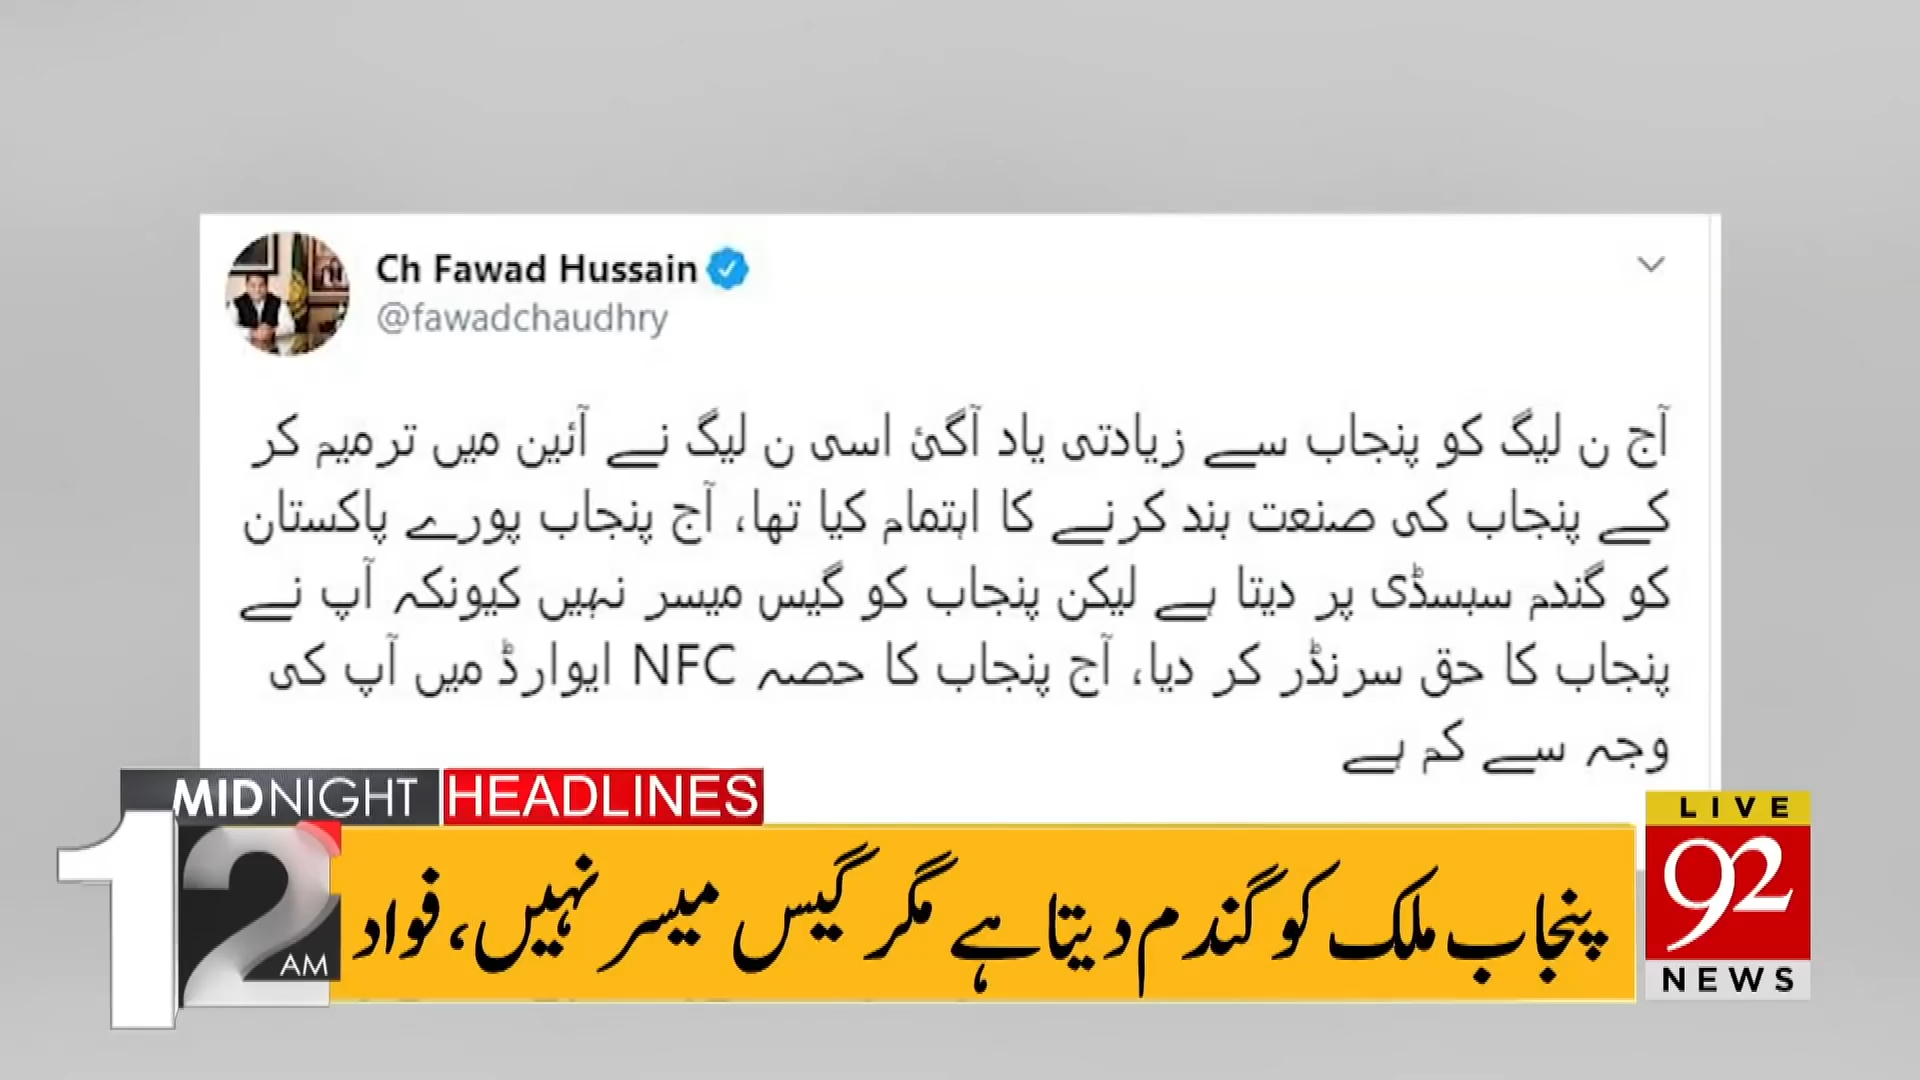 Ch Fawad Hussain
@fawadchaudhry
آج ن لیگ کو پنجاب سے زیادتی یاد آگئ اسی ن لیگ نے آئین میں ترمیم کر
کے پنجاب کی صنعت بند کرنے کا اہتمام کیا تھا، آج پنجاب پورے پاکستان
کو گندم سبسڈی پر دیتا ہے لیکن پنجاب کو گیس میسر نہیں کیونکہ آپ نے
پنجاب کا حق سرنڈر کر دیا، آج پنجاب کا حصہ NFC ایوارڈ میں آپ کی
وجہ سے کم ہے
MIDNIGHT HEADLINES
12 AM
پنجاب ملک کو گندم دیتا ہے مگر گیس میسر نہیں، فواد
LIVE
92
NEWS